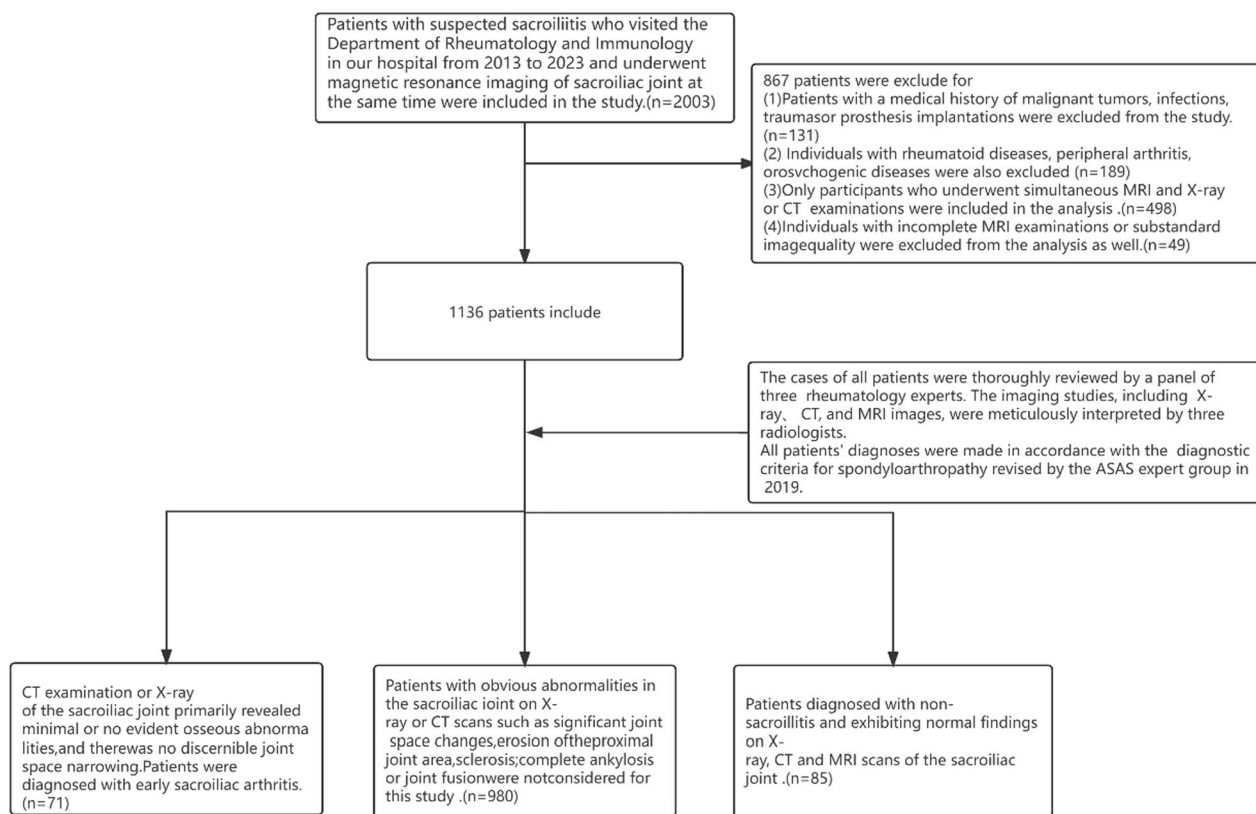 Patients with suspected sacroiliitis who visited the
Department of Rheumatology and Immunology
in our hospital from 2013 to 2023 and underwent
magnetic resonance imaging of sacroiliac joint at
the same time were included in the study.(n=2003)
867 patients were exclude for
(1)Patients with a medical history of malignant tumors, infections,
traumasor prosthesis implantations were excluded from the study.
(n=131)
(2) Individuals with rheumatoid diseases, peripheral arthritis,
orosvchogenic diseases were also excluded (n=189)
(3)Only participants who underwent simultaneous MRI and X-ray
or CT examinations were included in the analysis .(n=498)
(4)Individuals with incomplete MRI examinations or substandard
imagequality were excluded from the analysis as well.(n=49)
1136 patients include
The cases of all patients were thoroughly reviewed by a panel of
three rheumatology experts. The imaging studies, including X-
ray、 CT, and MRI images, were meticulously interpreted by three
radiologists.
All patients' diagnoses were made in accordance with the diagnostic
criteria for spondyloarthropathy revised by the ASAS expert group in
2019.
CT examination or X-ray
of the sacroiliac joint primarily revealed
minimal or no evident osseous abnorma
lities,and therewas no discernible joint
space narrowing.Patients were
diagnosed with early sacroiliac arthritis.
(n=71)
Patients with obvious abnormalities in
the sacroiliac ioint on X-
ray or CT scans such as significant joint
space changes,erosion oftheproximal
joint area,sclerosis;complete ankylosis
or joint fusionwere notconsidered for
this study .(n=980)
Patients diagnosed with non-
sacroillitis and exhibiting normal findings
on X-
ray, CT and MRI scans of the sacroiliac
joint .(n=85)